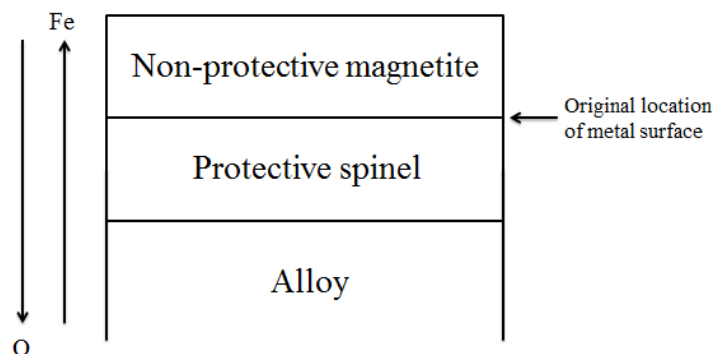 Fe
Non-protective magnetite
Original location
of metal surface
Protective spinel
Alloy
O